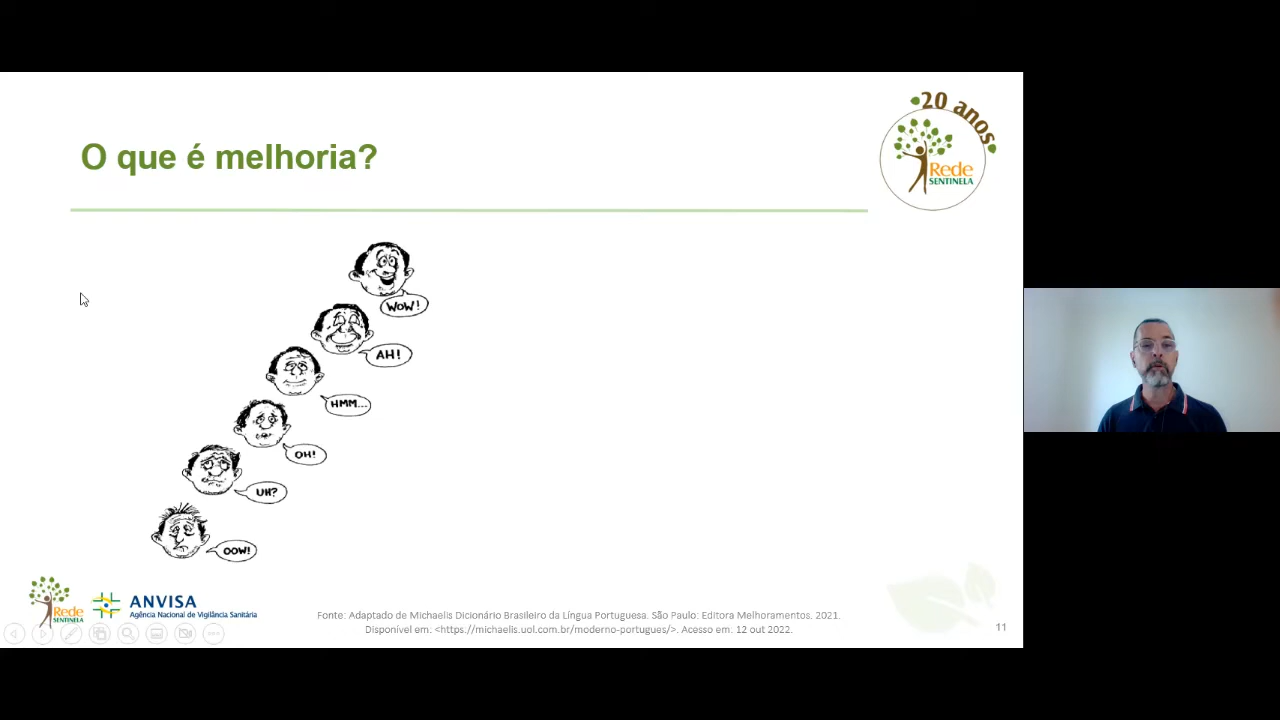 20 anos
Rede
SENTINELA
O que é melhoria?
WOW!
AH!
HMM...
OH!
UH?
OOW!
Rede
SENTINELA
ANVISA
Agência Nacional de Vigilância Sanitária
Fonte: Adaptado de Michaelis Dicionário Brasileiro da Língua Portuguesa. São Paulo: Editora Melhoramentos. 2021.
Disponível em: <https://michaelis.uol.com.br/moderno-portugues/>. Acesso em: 12 out 2022.
11